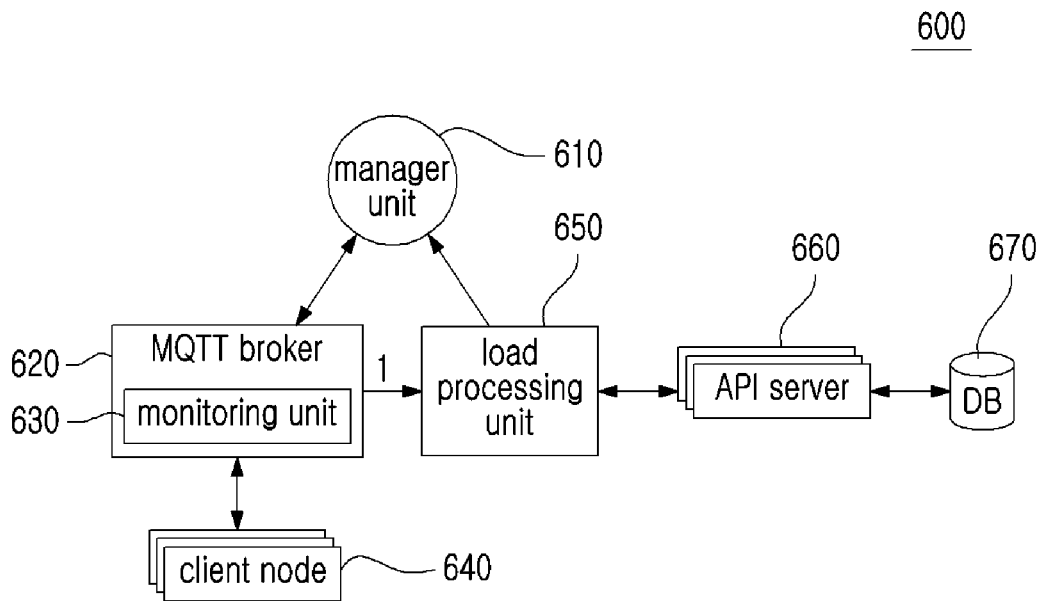 600
manager
unit
610
650
660
670
620
MQTT broker
1
load
processing
unit
API server
DB
630
monitoring unit
client node
640